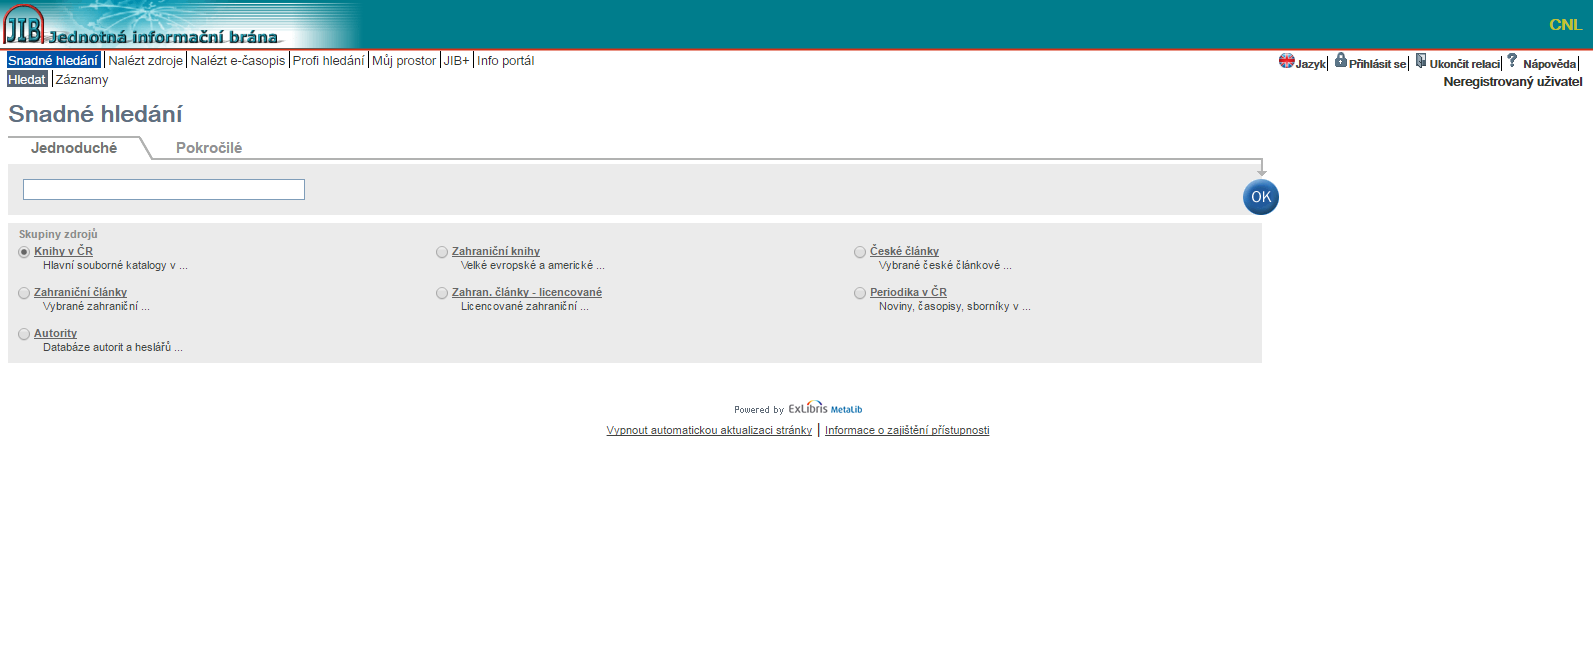 JIB Jednotná informační brána
CNL
Snadné hledání Nalézt zdroje Nalézt e-časopis Profi hledání Můj prostor JIB+ Info portál
Jazyk Přihlásit se Ukončit relaci ? Nápověda
Hledat Záznamy
Neregistrovaný uživatel
Snadné hledání
Jednoduché Pokročilé
OK
Skupiny zdrojů
Knihy v ČR
Hlavní souborné katalogy v ...
Zahraniční knihy
Velké evropské a americké ...
České články
Vybrané české článkové ...
Zahraniční články
Vybrané zahraniční ...
Zahran. články - licencované
Licencované zahraniční ...
Periodika v ČR
Noviny, časopisy, sborníky v ...
Autority
Databáze autorit a heslářů ...
Powered by ExLibris MetaLib
Vypnout automatickou aktualizaci stránky | Informace o zajištění přístupnosti